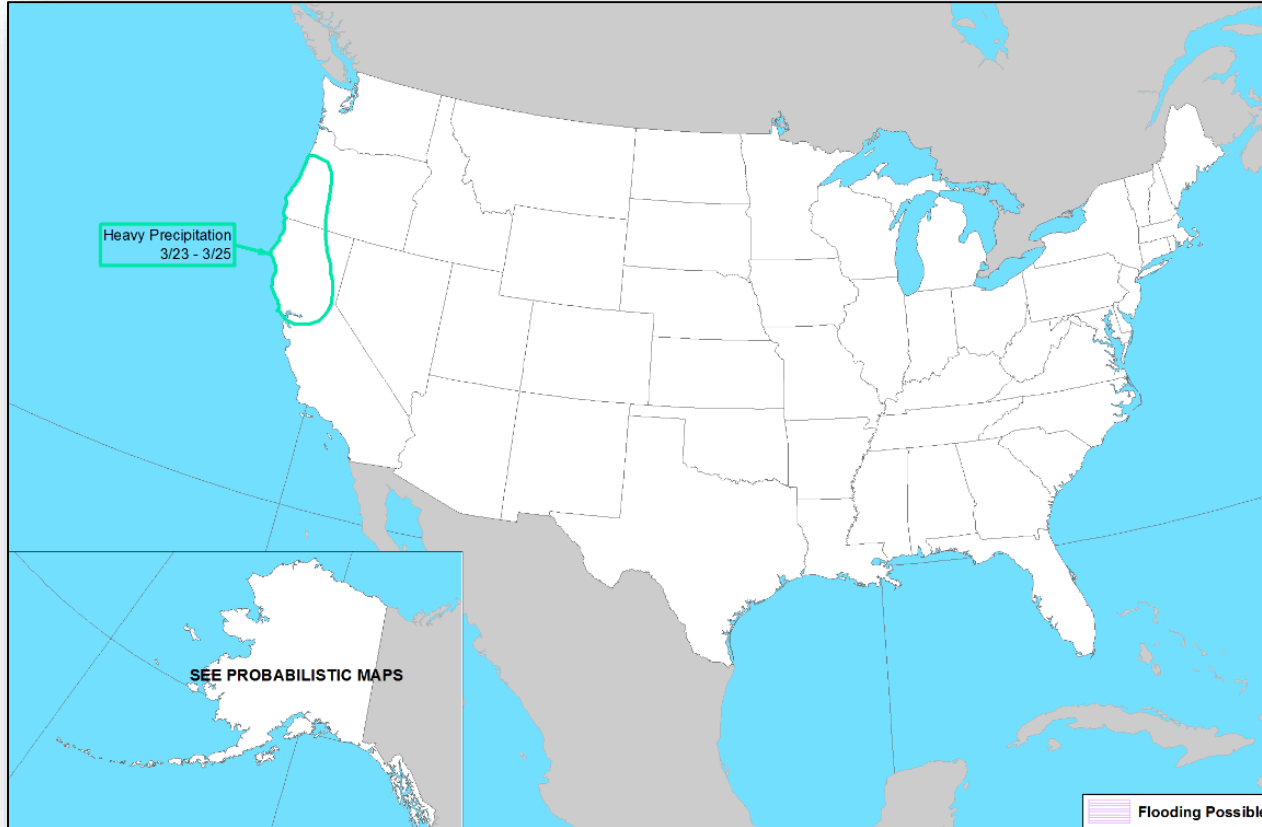 Heavy Precipitation
3/23 - 3/25
SEE PROBABILISTIC MAPS
Flooding Possible